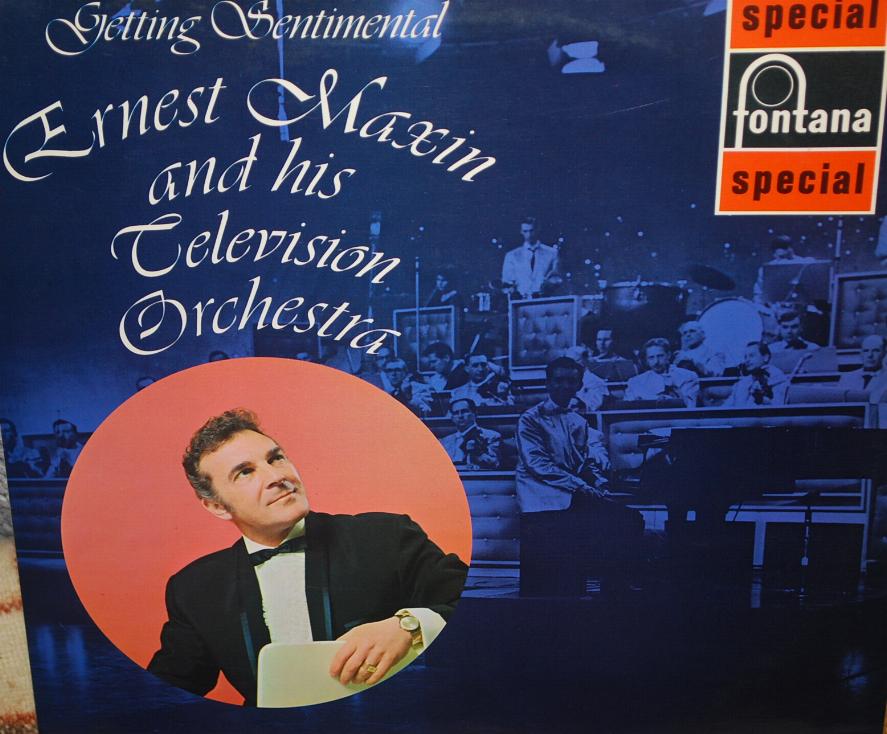 Getting Sentimental
Ernest Maxin
and his
Television
Orchestra
special
fontana
special